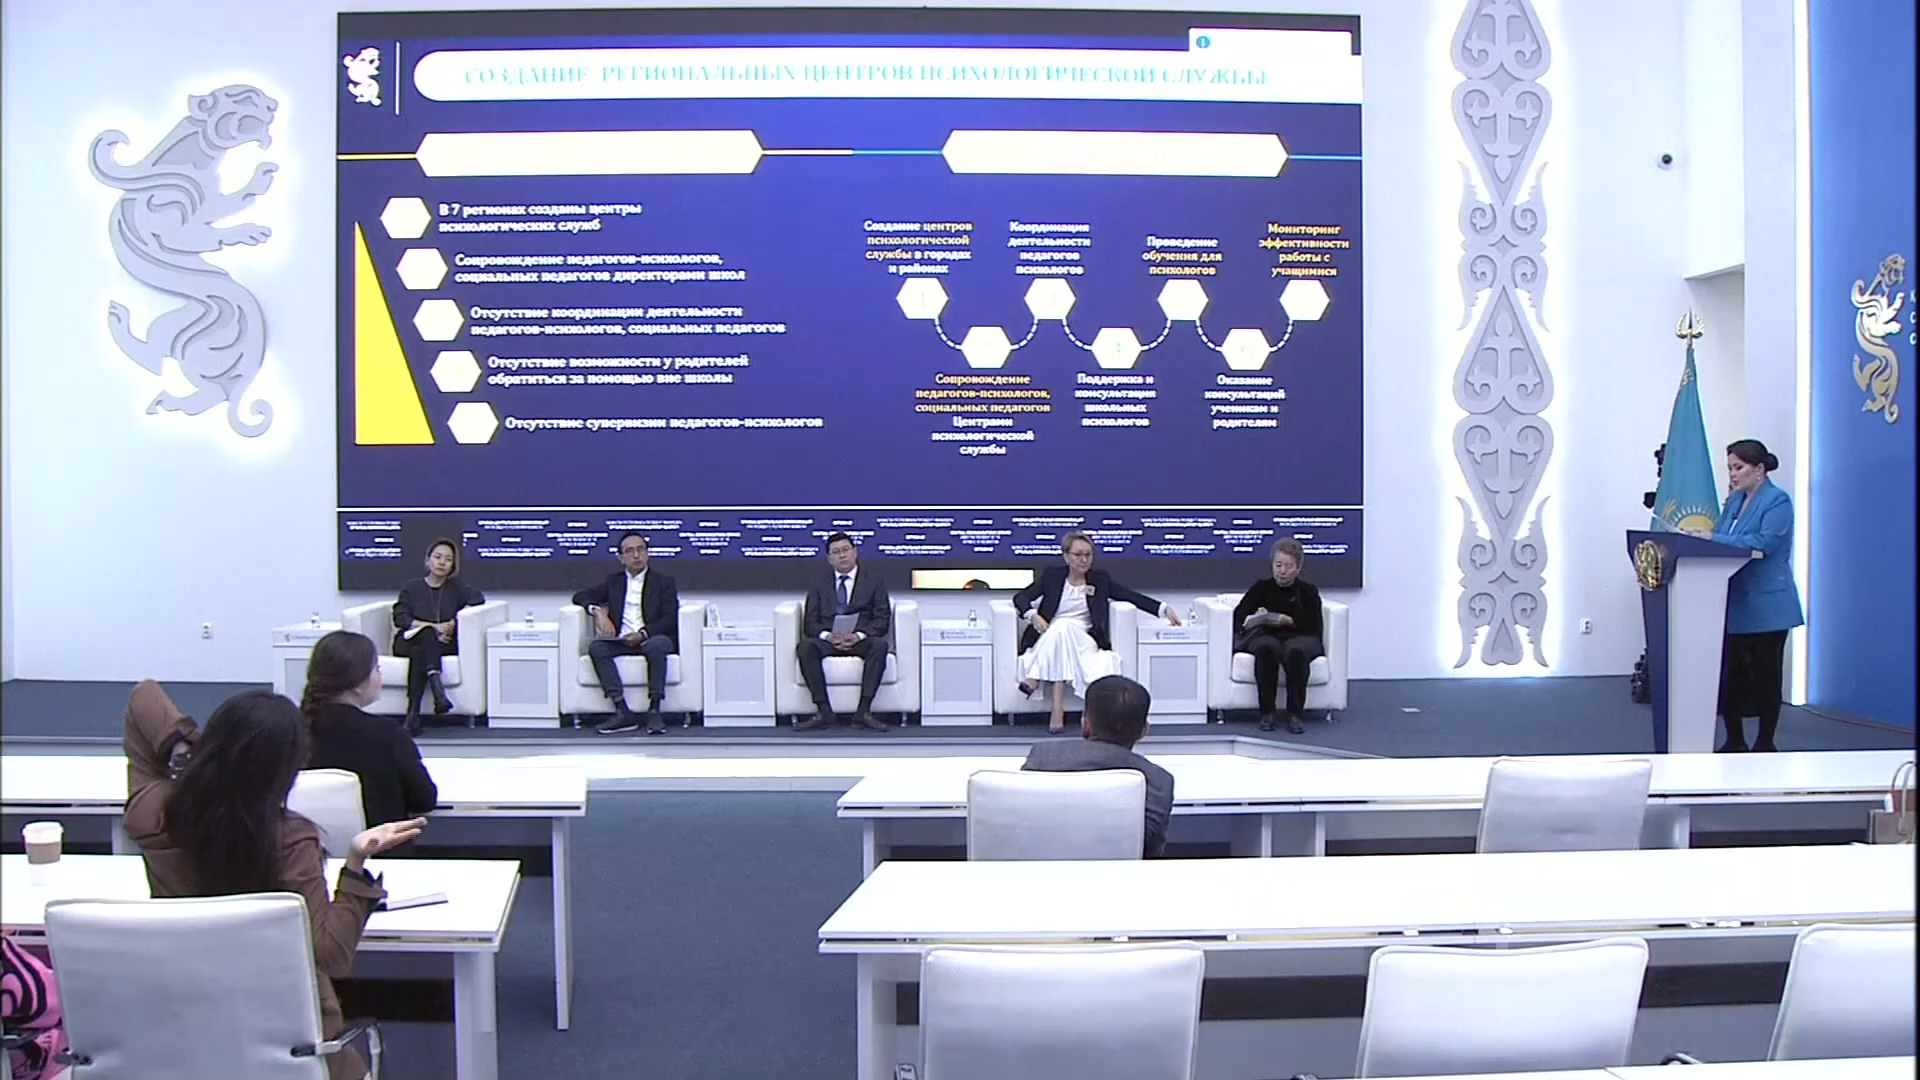 СОЗДАНИЕ РЕГИОНАЛЬНЫХ ЦЕНТРОВ ПСИХОЛОГИЧЕСКОЙ СЛУЖБЫ
В 7 регионах созданы центры
психологических служб
Сопровождение педагогов-психологов,
социальных педагогов директорами школ
Отсутствие координации деятельности
педагогов-психологов, социальных педагогов
Отсутствие возможности у родителей
обратиться за помощью вне школы
Отсутствие супервизии педагогов-психологов
Создание центров
психологической
службы в городах
и районах
Сопровождение
педагогов-психологов,
социальных педагогов
Центрами
психологической
службы
Координация
деятельности
педагогов
психологов
Поддержка и
консультация
школьных
психологов
Проведение
обучения для
психологов
Оказание
консультаций
ученикам и
родителям
Мониторинг
эффективности
работы с
учащимися